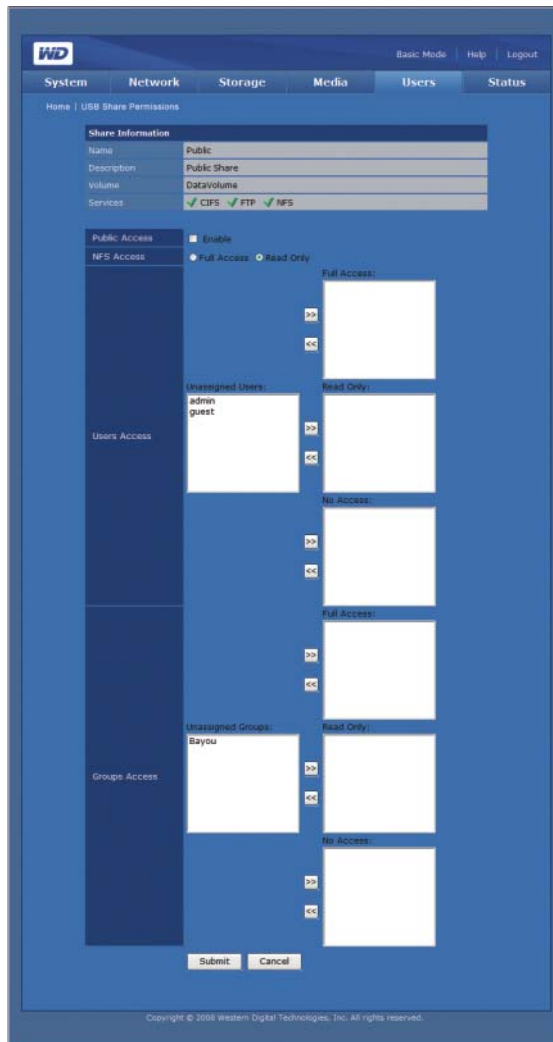 WD
Basic Mode | Help | Logout
System Network Storage Media Users Status
Home | USB Share Permissions
Share Information
Name Public
Description Public Share
Volume DataVolume
Services CIFS FTP NFS
Public Access Enable
NFS Access Full Access Read Only
Full Access:
>>
<<
Unassigned Users: Read Only:
admin
guest
>>
Users Access
<<
No Access:
>>
<<
Full Access:
>>
<<
Unassigned Groups: Read Only:
Bayou
>>
Groups Access
<<
No Access:
>>
<<
Submit Cancel
Copyright © 2008 Western Digital Technologies, Inc. All rights reserved.